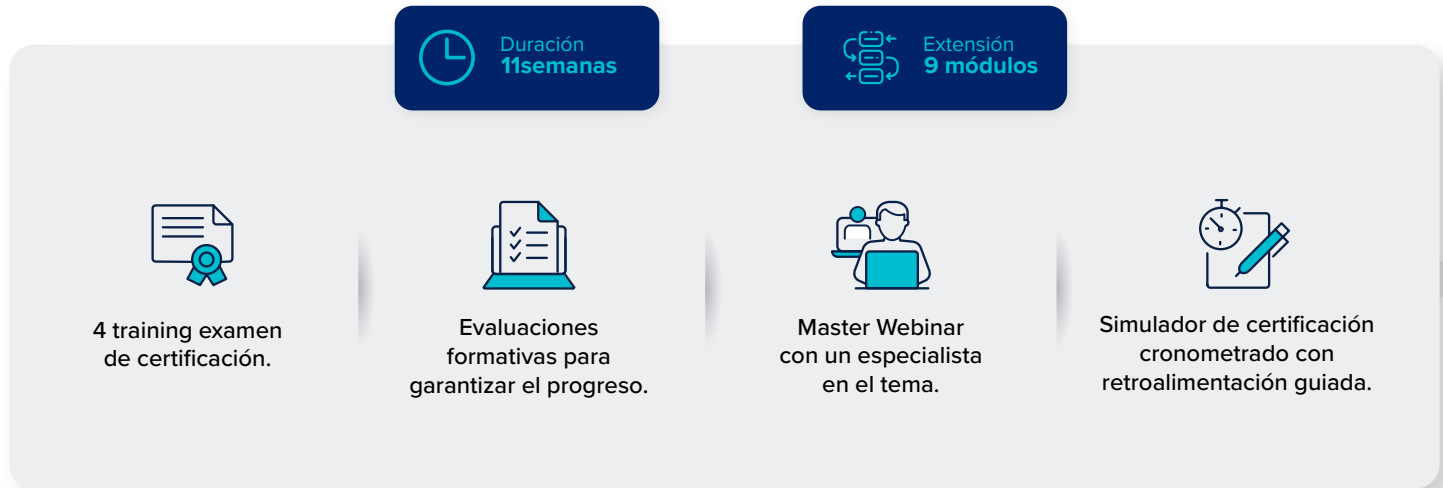 Duración
11semanas
Extensión
9 módulos
4 training examen
de certificación.
Evaluaciones
formativas para
garantizar el progreso.
Master Webinar
con un especialista
en el tema.
Simulador de certificación
cronometrado con
retroalimentación guiada.